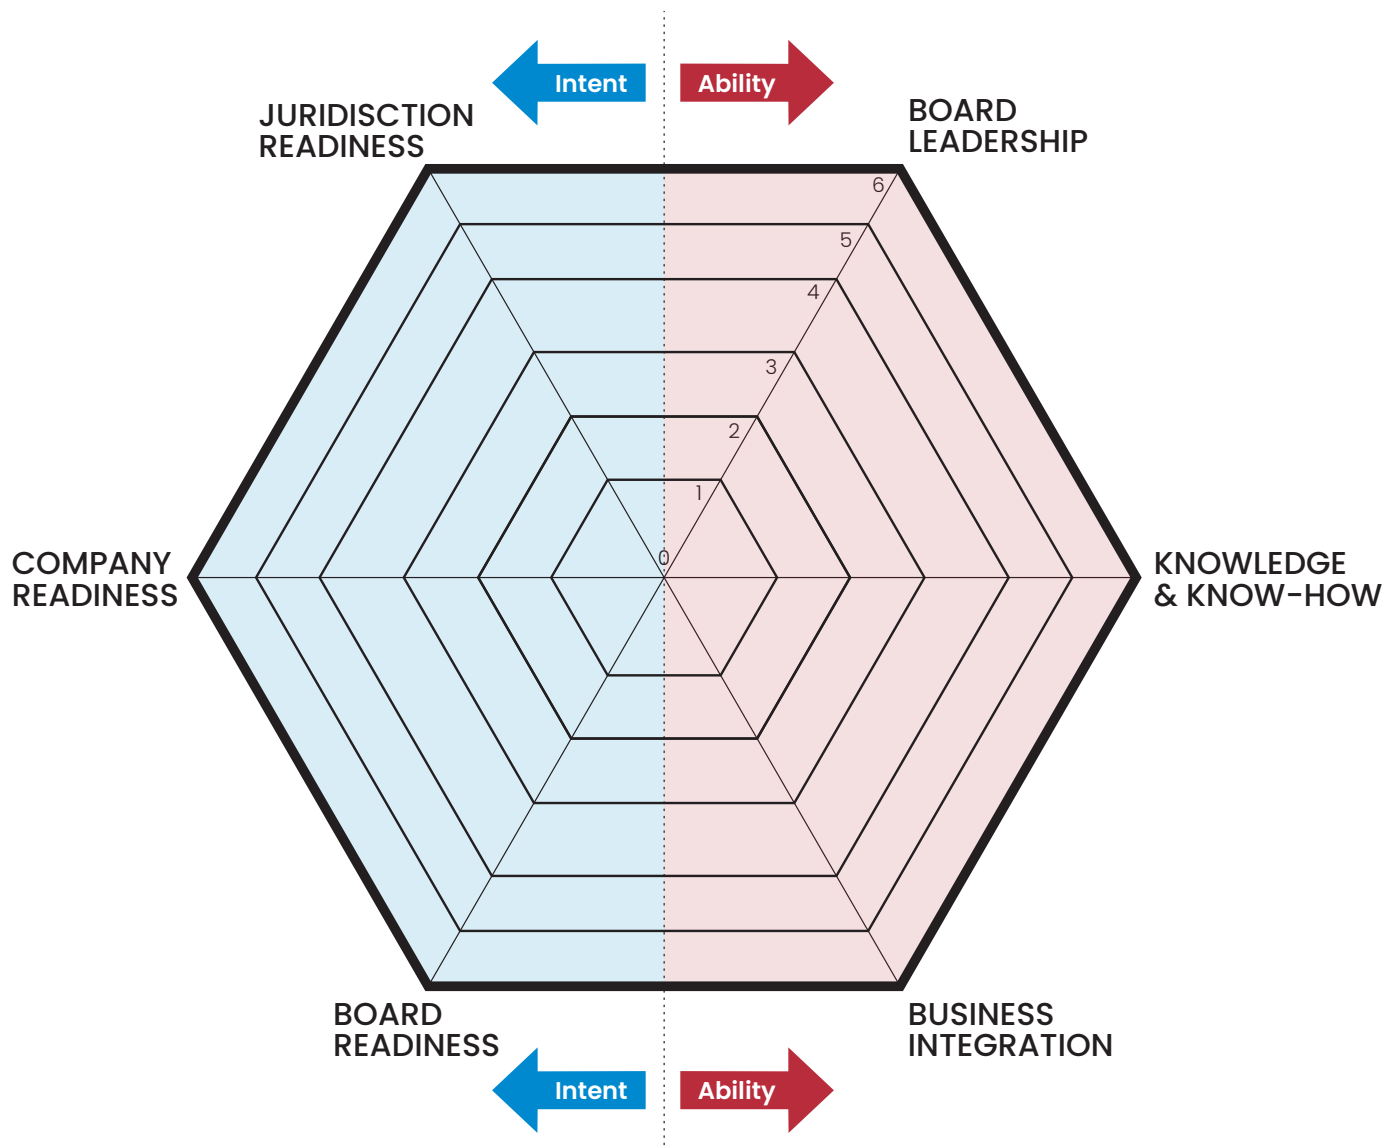 Intent
Ability
JURIDISCTION
READINESS
BOARD
LEADERSHIP
6
5
4
3
2
1
0
COMPANY
READINESS
KNOWLEDGE
& KNOW-HOW
BOARD
READINESS
BUSINESS
INTEGRATION
Intent
Ability